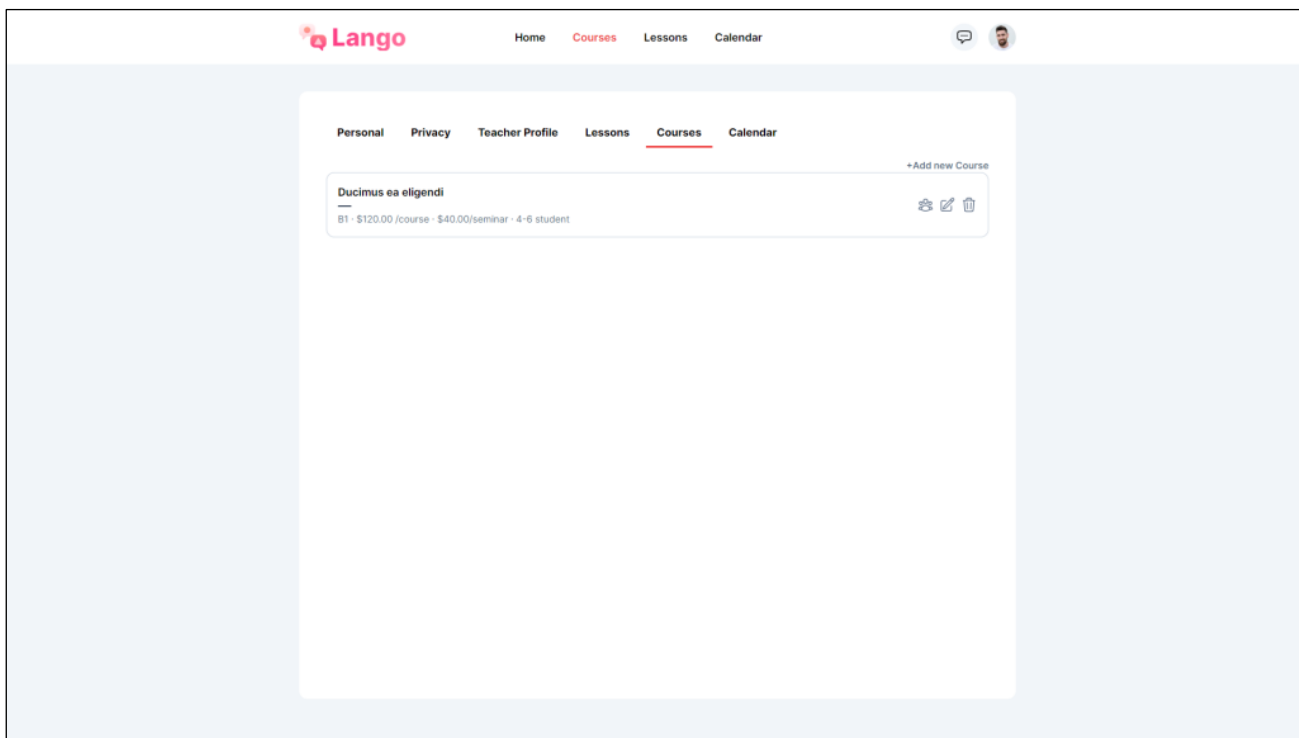 Lango
Home Courses Lessons Calendar
Personal Privacy Teacher Profile Lessons Courses Calendar
+Add new Course
Ducimus ea eligendi
B1 · $120.00 /course · $40.00/seminar · 4-6 student